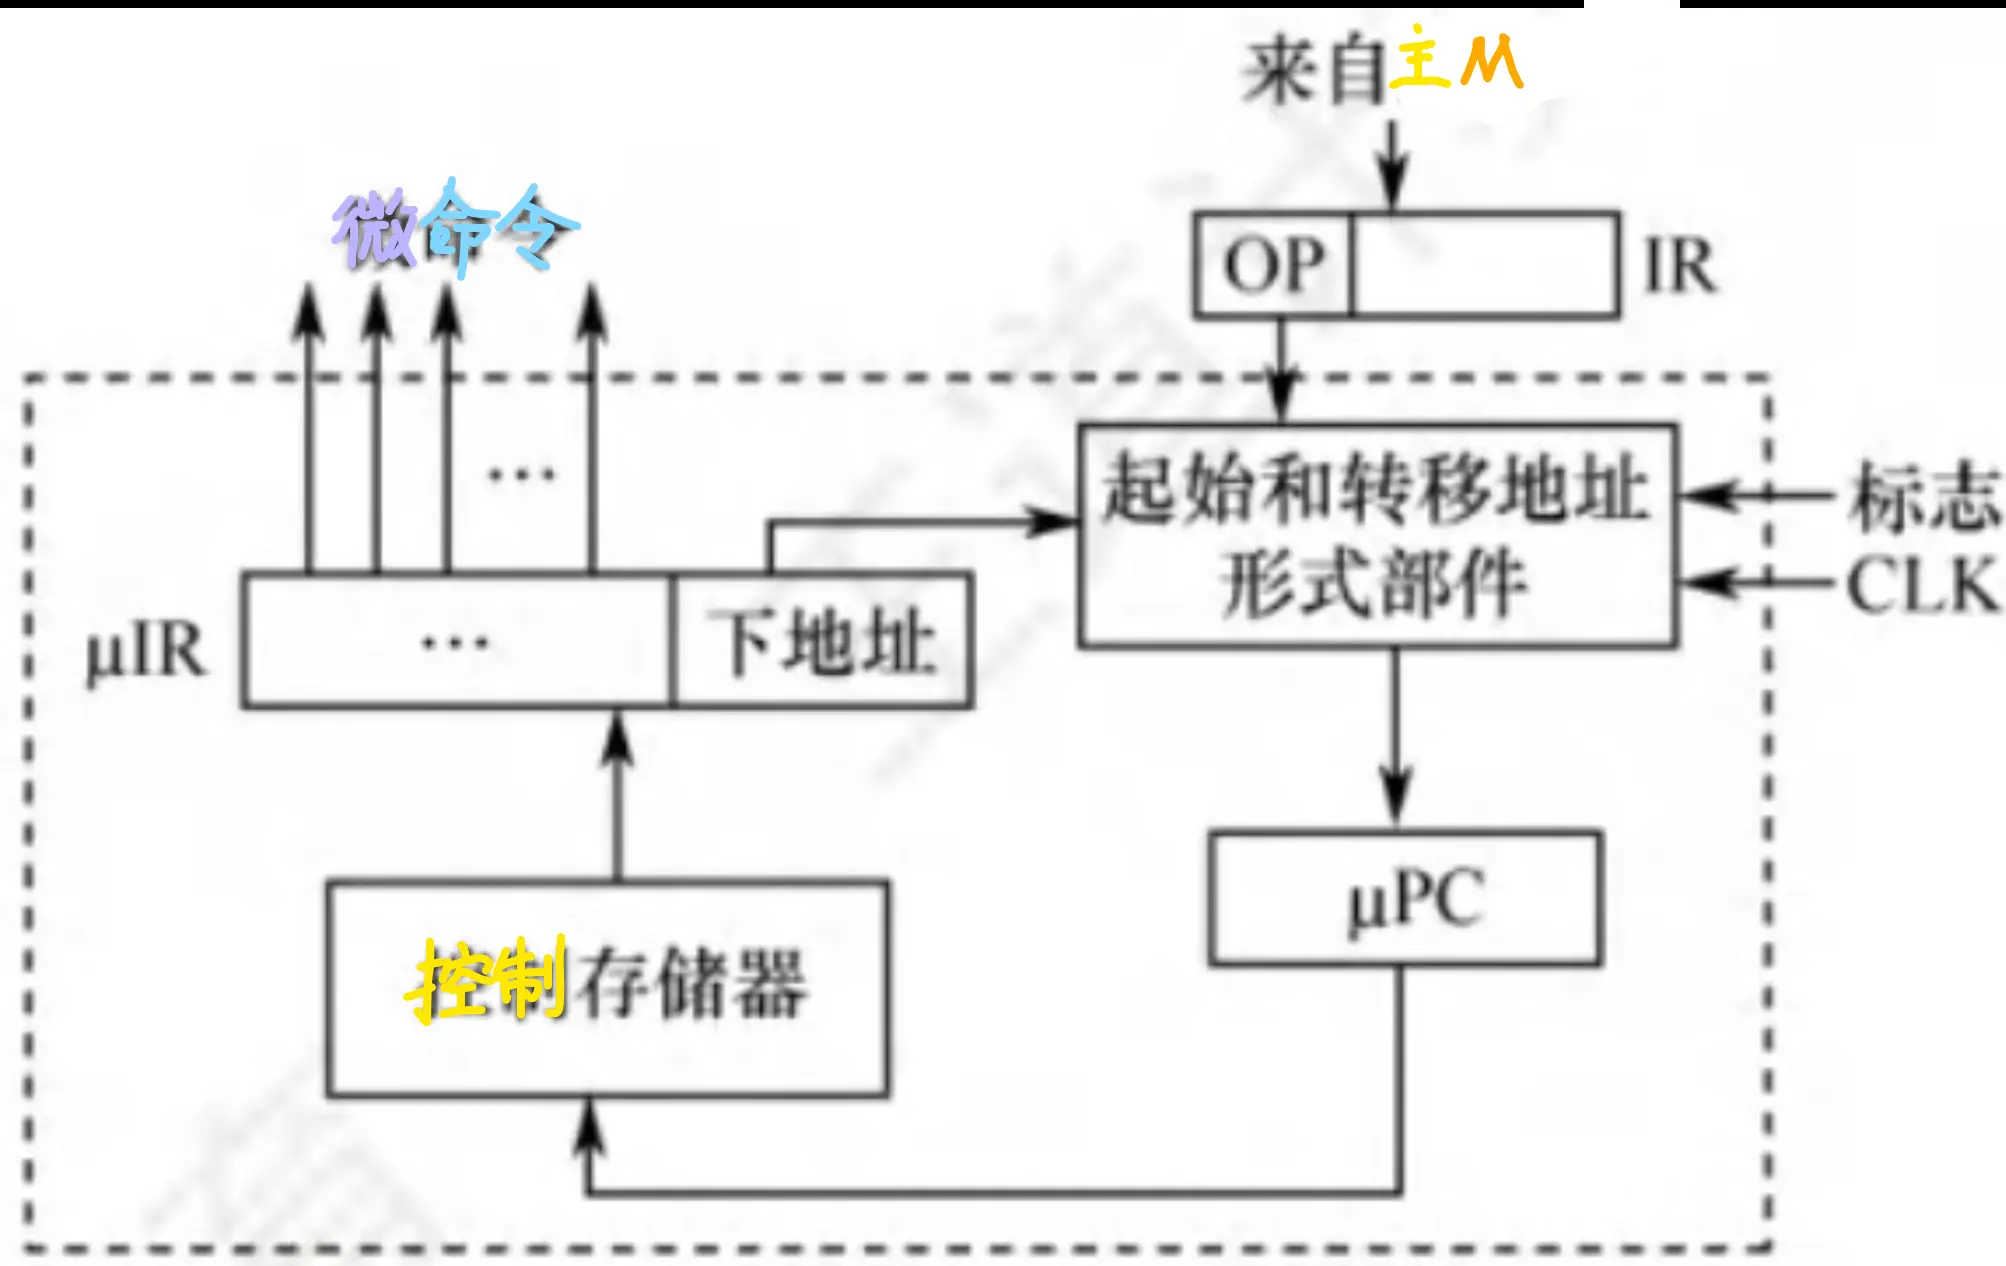 来自主M
微命令
OP
IR
…
起始和转移地址
形式部件
标志
CLK
μIR
…
下地址
μPC
控制存储器